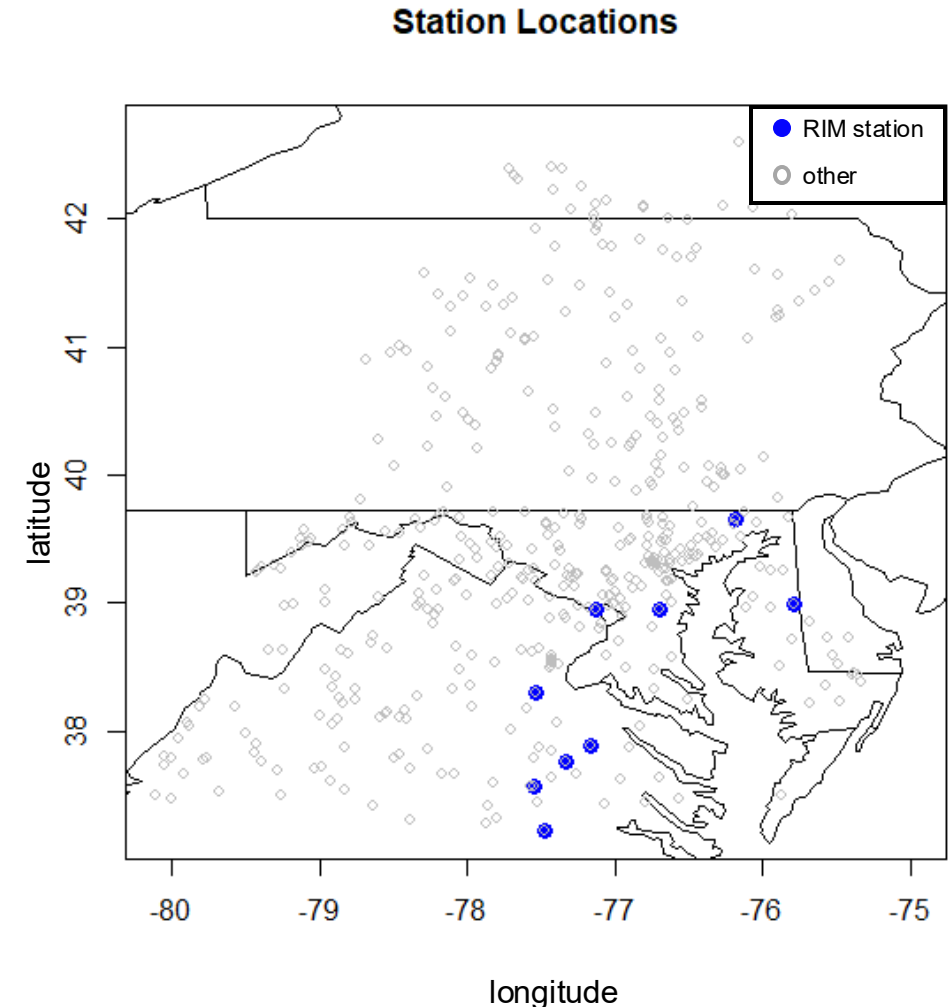 Station Locations
RIM station
other
42
41
40
39
38
latitude
-80 -79 -78 -77 -76 -75
longitude